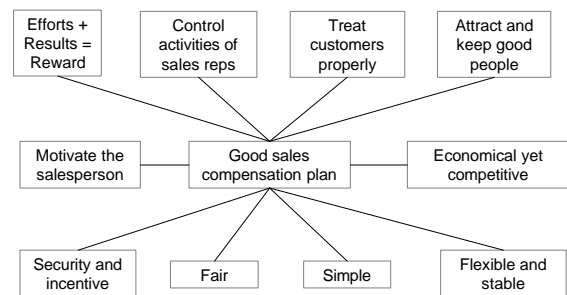 Efforts +
Results =
Reward
Control
activities of
sales reps
Treat
customers
properly
Attract and
keep good
people
Motivate the
salesperson
Good sales
compensation plan
Economical yet
competitive
Security and
incentive
Fair
Simple
Flexible and
stable